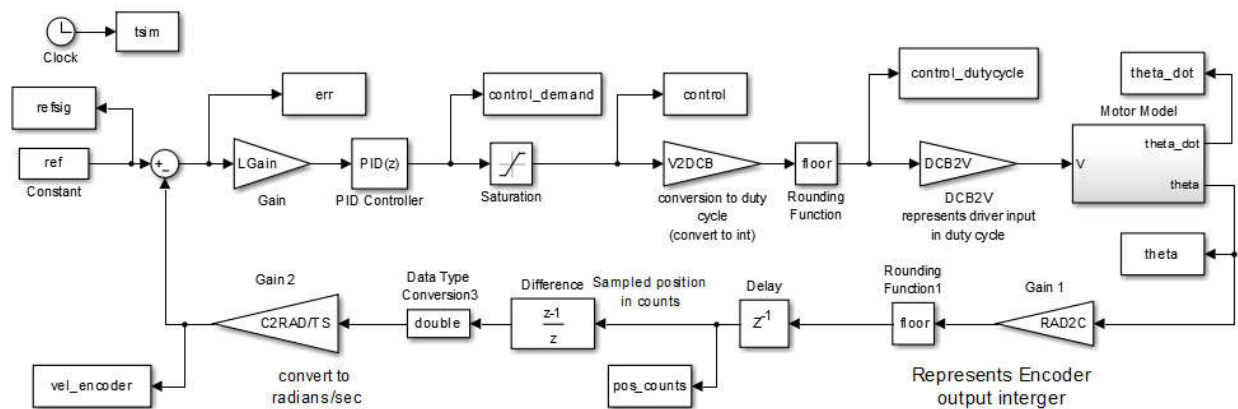 tsim
Clock
refsig
err
control_demand
control
control_dutycycle
theta_dot
Motor Model
ref
Constant
+
−
LGain
Gain
PID(z)
PID Controller
Saturation
V2DCB
conversion to duty
cycle
(convert to int)
floor
Rounding
Function
DCB2V
DCB2V
represents driver input
in duty cycle
V
theta_dot
theta
theta
Gain 2
C2RAD/TS
convert to
radians/sec
vel_encoder
Data Type
Conversion3
double
Difference
z-1
z
Sampled position
in counts
pos_counts
Delay
Z-1
Rounding
Function1
floor
Gain 1
RAD2C
Represents Encoder
output interger